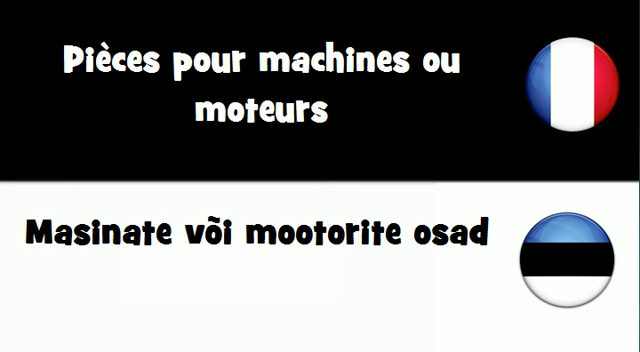 Pièces pour machines ou
moteurs
Masinate või mootorite osad